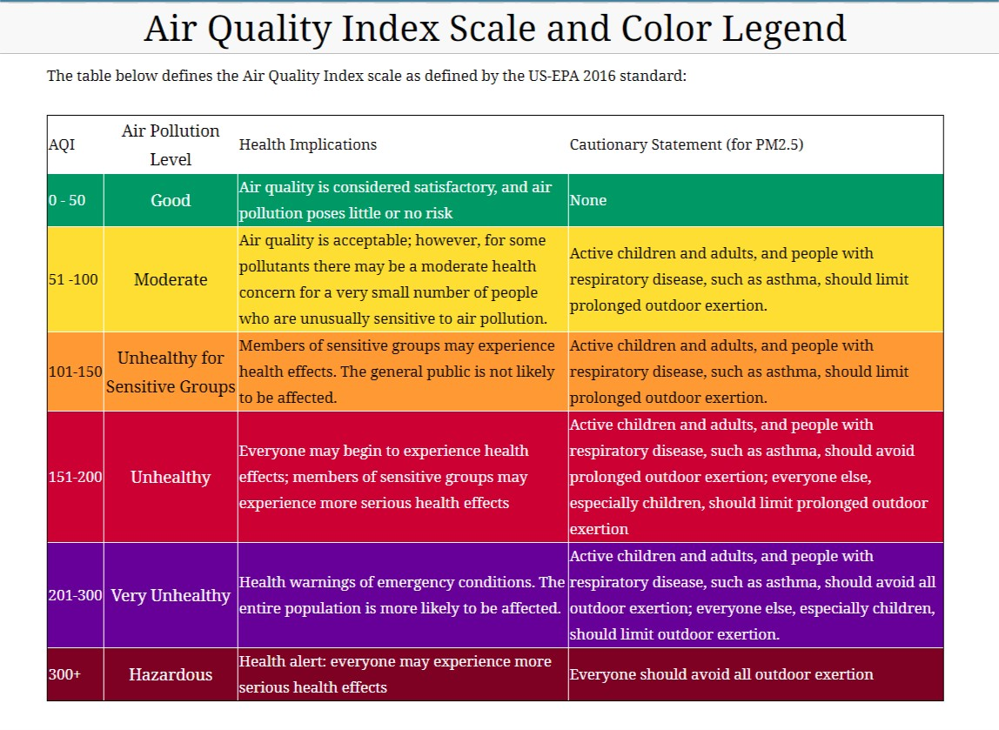 Air Quality Index Scale and Color Legend
The table below defines the Air Quality Index scale as defined by the US-EPA 2016 standard:
AQI
Air Pollution
Level
Health Implications
Cautionary Statement (for PM2.5)
0 - 50
Good
Air quality is considered satisfactory, and air
pollution poses little or no risk
None
51 -100
Moderate
Air quality is acceptable; however, for some
pollutants there may be a moderate health
concern for a very small number of people
who are unusually sensitive to air pollution.
Active children and adults, and people with
respiratory disease, such as asthma, should limit
prolonged outdoor exertion.
101-150
Unhealthy for
Sensitive Groups
Members of sensitive groups may experience
health effects. The general public is not likely
to be affected.
Active children and adults, and people with
respiratory disease, such as asthma, should limit
prolonged outdoor exertion.
151-200
Unhealthy
Everyone may begin to experience health
effects; members of sensitive groups may
experience more serious health effects
Active children and adults, and people with
respiratory disease, such as asthma, should avoid
prolonged outdoor exertion; everyone else,
especially children, should limit prolonged outdoor
exertion
201-300
Very Unhealthy
Health warnings of emergency conditions. The
entire population is more likely to be affected.
Active children and adults, and people with
respiratory disease, such as asthma, should avoid all
outdoor exertion; everyone else, especially children,
should limit outdoor exertion.
300+
Hazardous
Health alert: everyone may experience more
serious health effects
Everyone should avoid all outdoor exertion